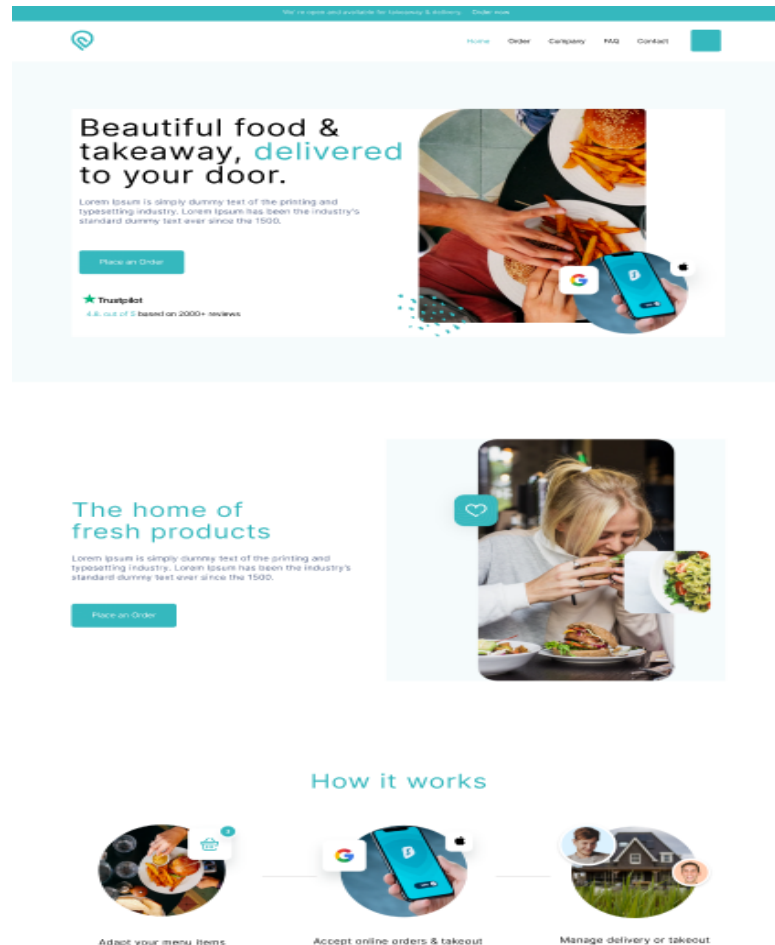 We're open and available for takeaway & delivery. Order now
Home Order Company FAQ Contact
Beautiful food &
takeaway, delivered
to your door.
Lorem Ipsum is simply dummy text of the printing and
typesetting industry. Lorem Ipsum has been the industry's
standard dummy text ever since the 1500.
Place an Order
Trustpilot
4.8 out of 5 based on 2000+ reviews
The home of
fresh products
Lorem Ipsum is simply dummy text of the printing and
typesetting industry. Lorem Ipsum has been the industry's
standard dummy text ever since the 1500.
Place an Order
How it works
G
G
Adapt your menu items
Accept online orders & takeout
Manage delivery or takeout